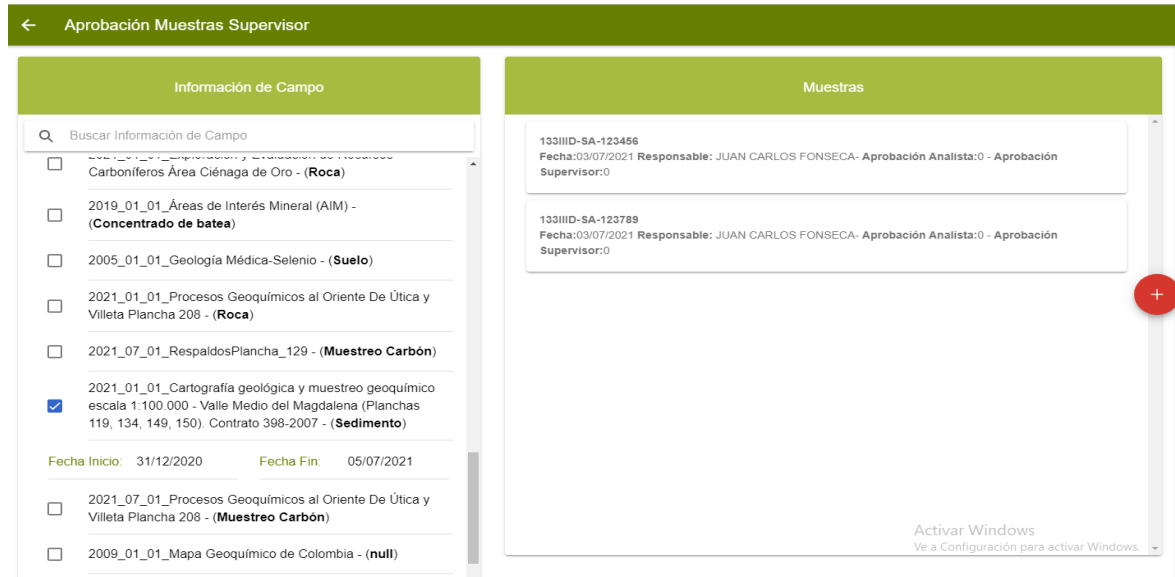 Aprobación Muestras Supervisor
Información de Campo
Buscar Información de Campo
2021_01_01_Exploración y Evaluación de Recursos
Carboníferos Área Ciénaga de Oro - (Roca)
2019_01_01_Áreas de Interés Mineral (AIM) -
(Concentrado de batea)
2005_01_01_Geología Médica-Selenio - (Suelo)
2021_01_01_Procesos Geoquímicos al Oriente De Útica y
Villeta Plancha 208 - (Roca)
2021_07_01_RespaldosPlancha_129 - (Muestreo Carbón)
2021_01_01_Cartografía geológica y muestreo geoquímico
escala 1:100.000 - Valle Medio del Magdalena (Planchas
119, 134, 149, 150). Contrato 398-2007 - (Sedimento)
Fecha Inicio: 31/12/2020 Fecha Fin: 05/07/2021
2021_07_01_Procesos Geoquímicos al Oriente De Útica y
Villeta Plancha 208 - (Muestreo Carbón)
2009_01_01_Mapa Geoquímico de Colombia - (null)
Muestras
133IIID-SA-123456
Fecha:03/07/2021 Responsable: JUAN CARLOS FONSECA- Aprobación Analista:0 - Aprobación
Supervisor:0
133IIID-SA-123789
Fecha:03/07/2021 Responsable: JUAN CARLOS FONSECA- Aprobación Analista:0 - Aprobación
Supervisor:0
Activar Windows
Ve a Configuración para activar Windows.